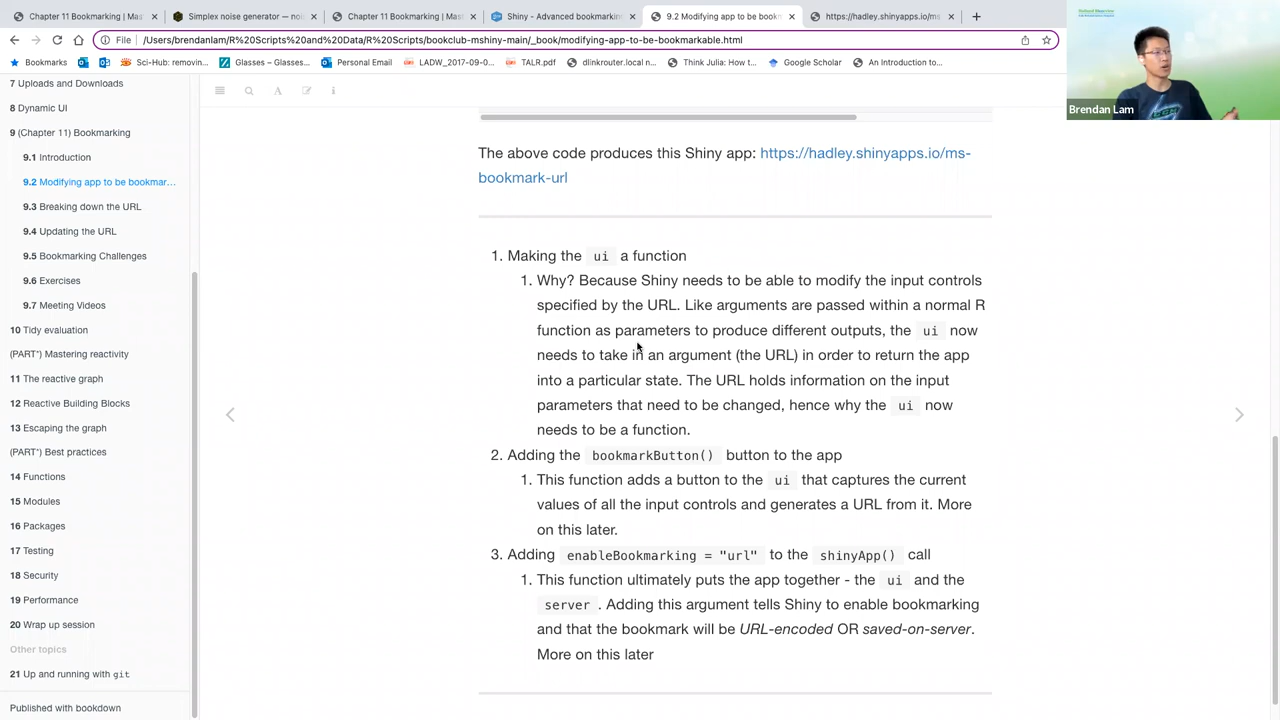 Chapter 11 Bookmarking | Mas
Simplex noise generator — noi
Chapter 11 Bookmarking | Mas
Shiny - Advanced bookmarkin
9.2 Modifying app to be bookn
https://hadley.shinyapps.io/ms
File
/Users/brendanlam/R%20Scripts%20and%20Data/R%20Scripts/bookclub-mshiny-main/_book/modifying-app-to-be-bookmarkable.html
Bookmarks
Sci-Hub: removin...
Glasses – Glasses...
Personal Email
LADW_2017-09-0...
TALR.pdf
dlinkrouter.local n...
Think Julia: How t...
Google Scholar
An Introduction to...
Brendan Lam
7 Uploads and Downloads
8 Dynamic UI
9 (Chapter 11) Bookmarking
9.1 Introduction
9.2 Modifying app to be bookmar...
9.3 Breaking down the URL
9.4 Updating the URL
9.5 Bookmarking Challenges
9.6 Exercises
9.7 Meeting Videos
10 Tidy evaluation
(PART*) Mastering reactivity
11 The reactive graph
12 Reactive Building Blocks
13 Escaping the graph
(PART*) Best practices
14 Functions
15 Modules
16 Packages
17 Testing
18 Security
19 Performance
20 Wrap up session
Other topics
21 Up and running with git
Published with bookdown
The above code produces this Shiny app: https://hadley.shinyapps.io/ms-
bookmark-url
1. Making the ui a function
1. Why? Because Shiny needs to be able to modify the input controls
specified by the URL. Like arguments are passed within a normal R
function as parameters to produce different outputs, the ui now
needs to take in an argument (the URL) in order to return the app
into a particular state. The URL holds information on the input
parameters that need to be changed, hence why the ui now
needs to be a function.
2. Adding the bookmarkButton() button to the app
1. This function adds a button to the ui that captures the current
values of all the input controls and generates a URL from it. More
on this later.
3. Adding enableBookmarking = "url" to the shinyApp() call
1. This function ultimately puts the app together - the ui and the
server . Adding this argument tells Shiny to enable bookmarking
and that the bookmark will be URL-encoded OR saved-on-server.
More on this later